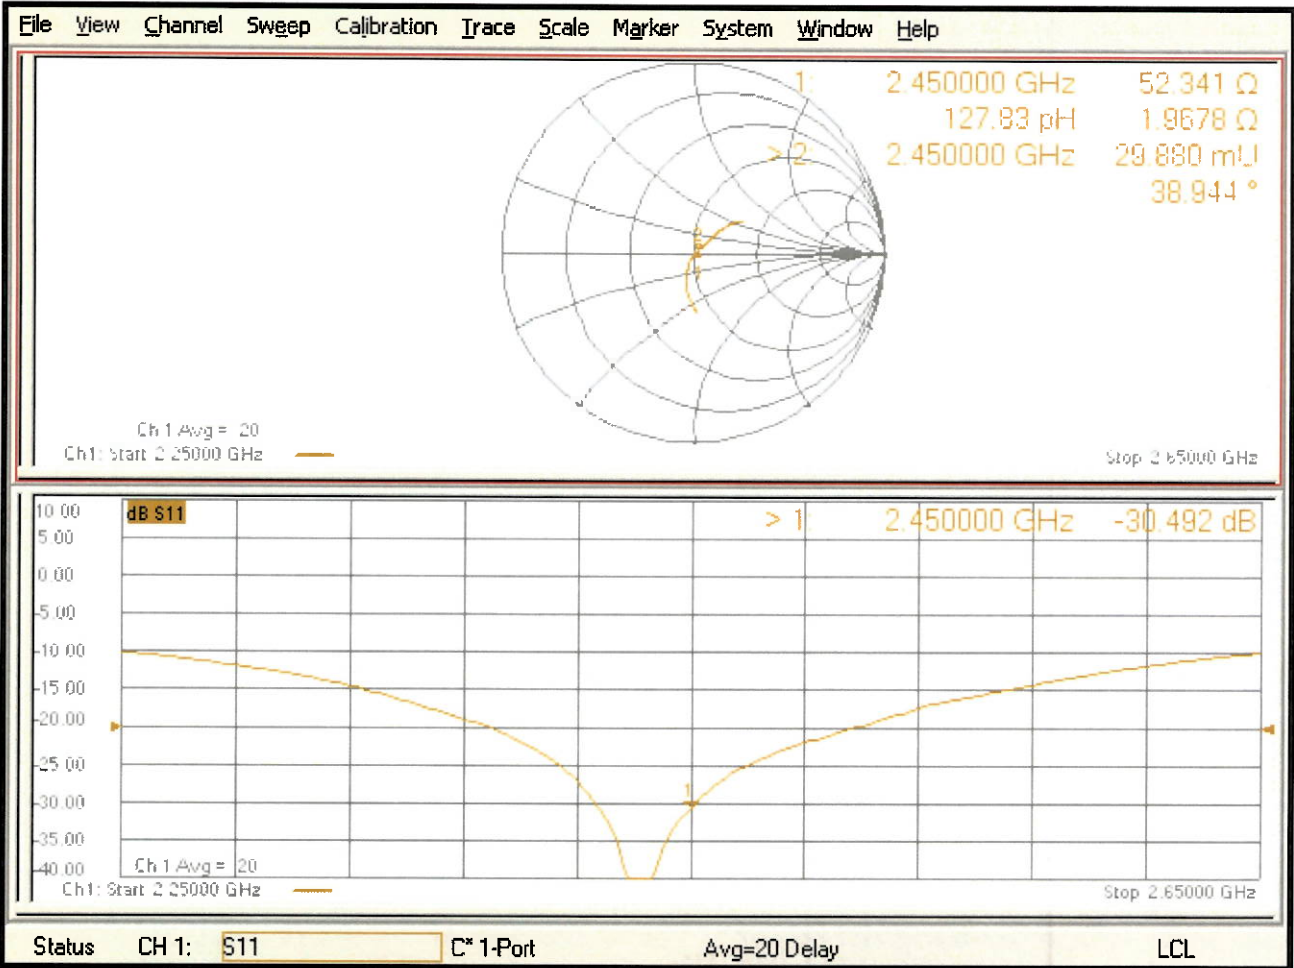 File View Channel Sweep Calibration Trace Scale Marker System Window Help
1: 2.450000 GHz 52.341 Ω
127.83 pH 1.9678 Ω
> 2: 2.450000 GHz 29.880 mU
38.944 °
Ch 1 Avg = 20
Ch1: Start 2.25000 GHz
Stop 2.65000 GHz
dB S11
> 1: 2.450000 GHz -30.492 dB
10.00
5.00
0.00
-5.00
-10.00
-15.00
-20.00
-25.00
-30.00
-35.00
-40.00
1
Ch 1 Avg = 20
Ch1: Start 2.25000 GHz
Stop 2.65000 GHz
Status CH 1: S11 C* 1-Port Avg=20 Delay LCL